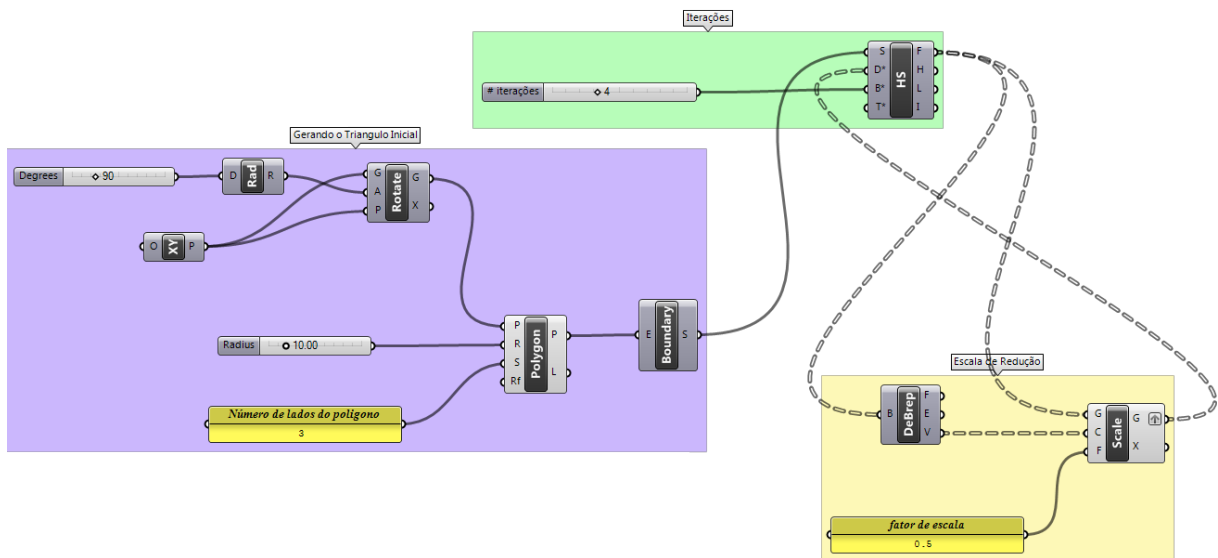 Iterações
S F
D* H
B* L
T* I
HS
# iterações 4
Gerando o Triangulo Inicial
Degrees 90
D Rad R
G G
A
P X
Rotate
O XY P
Radius 10.00
P P
R
S L
Rf
Polygon
E Boundary S
Número de lados do polígono
3
Escala de Redução
B DeBrep F
E
V
G G
C
F X
Scale
fator de escala
0.5